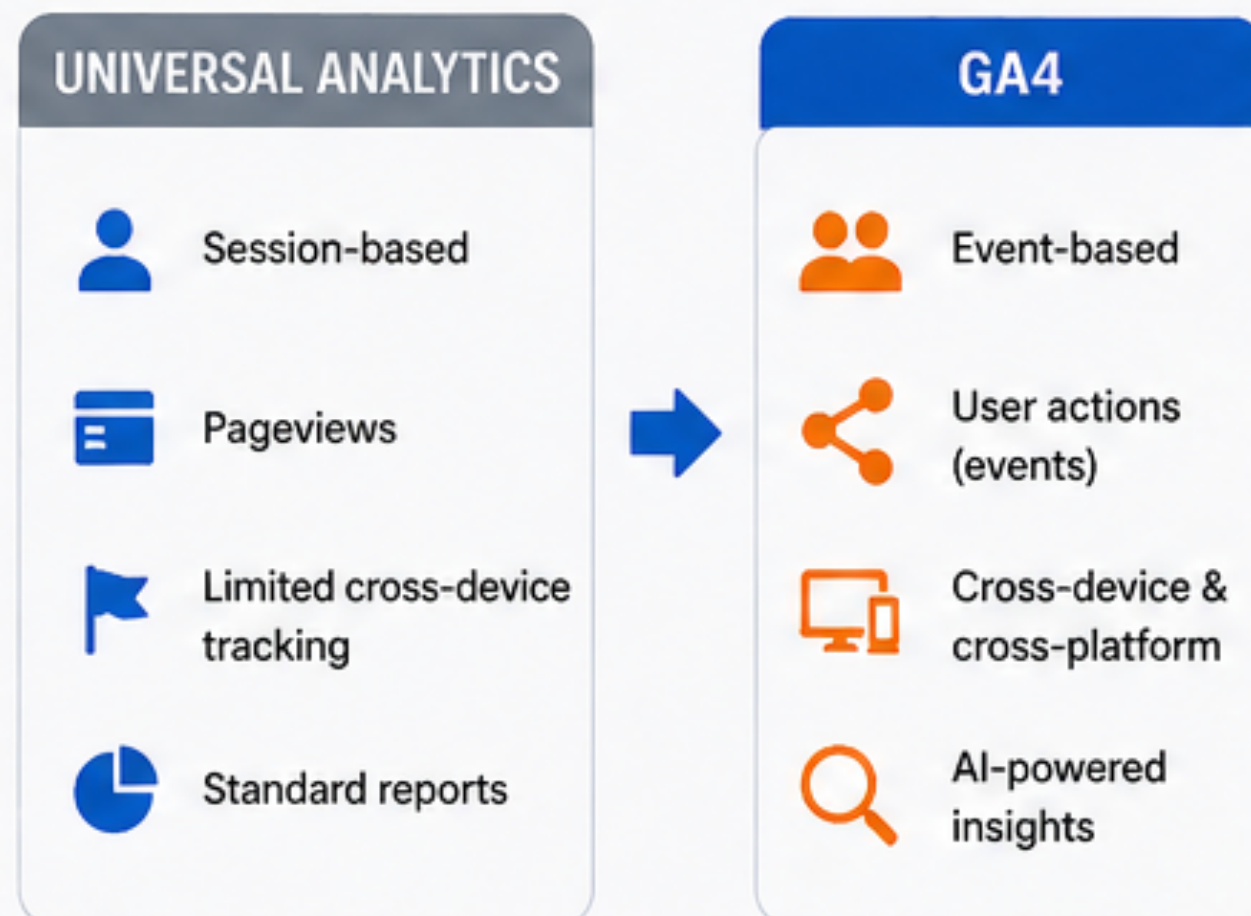 UNIVERSAL ANALYTICS
Session-based
Pageviews
Limited cross-device
tracking
Standard reports
GA4
Event-based
User actions
(events)
Cross-device &
cross-platform
AI-powered
insights